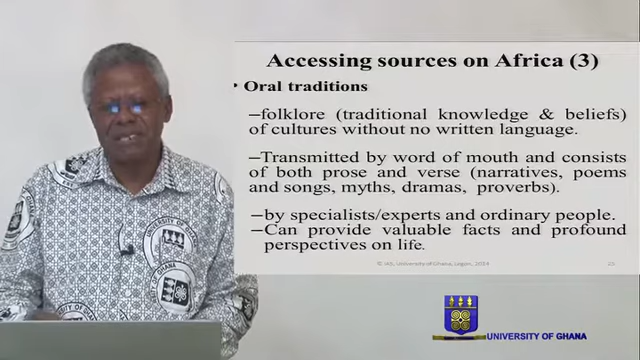 Accessing sources on Africa (3)
• Oral traditions
–folklore (traditional knowledge & beliefs)
of cultures without no written language.
–Transmitted by word of mouth and consists
of both prose and verse (narratives, poems
and songs, myths, dramas, proverbs).
–by specialists/experts and ordinary people.
–Can provide valuable facts and profound
perspectives on life.
© IAS, University of Ghana, Legon, 2014
UNIVERSITY OF GHANA